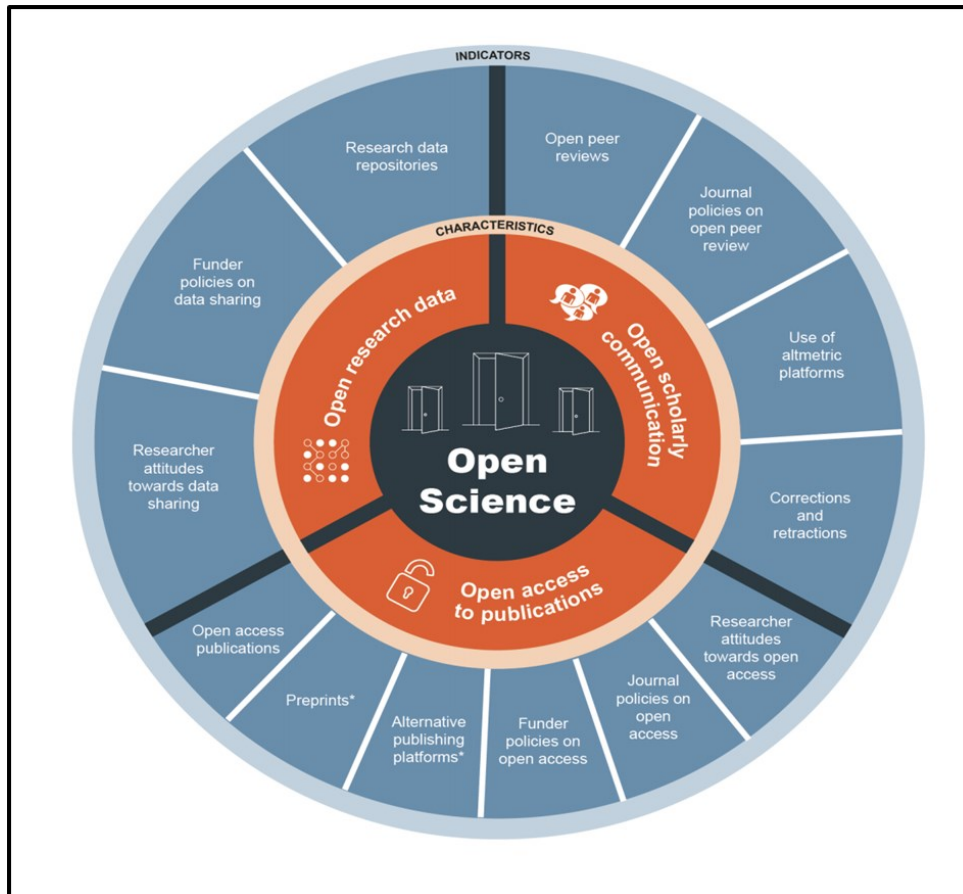 INDICATORS
Research data
repositories
Open peer
reviews
Journal
policies on
open peer
review
Funder
policies on
data sharing
Use of
altmetric
platforms
Researcher
attitudes
towards data
sharing
Corrections
and
retractions
CHARACTERISTICS
Open research data
Open scholarly
communication
Open
Science
Open access
to publications
Open access
publications
Preprints*
Alternative
publishing
platforms*
Funder
policies on
open access
Journal
policies on
open
access
Researcher
attitudes
towards open
access